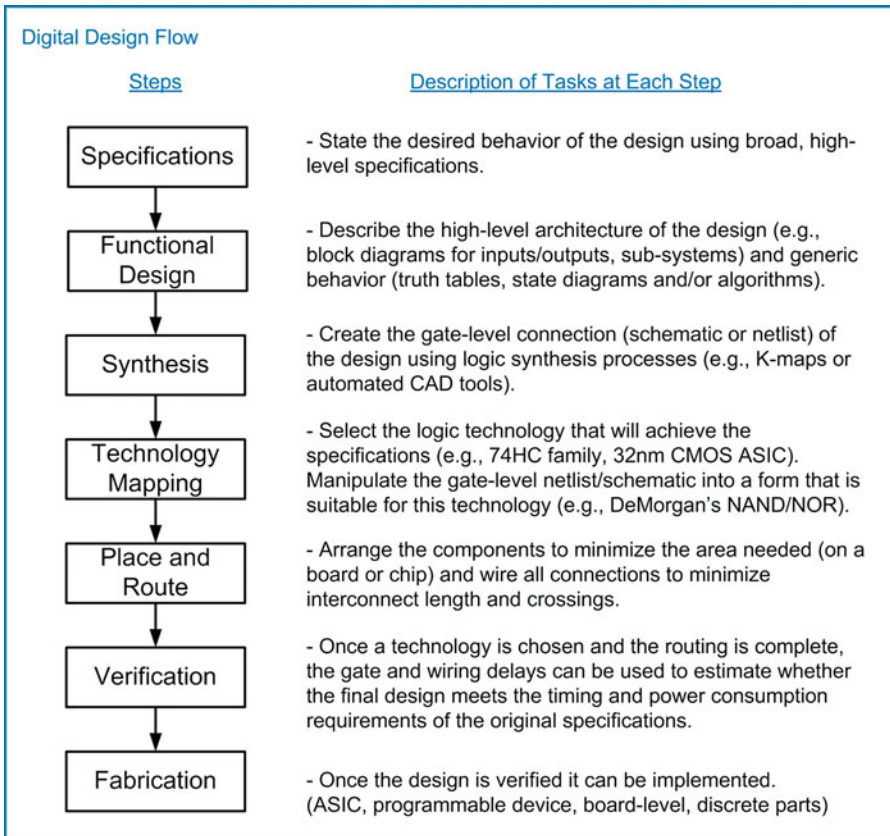 Digital Design Flow
Steps
Description of Tasks at Each Step
Specifications
- State the desired behavior of the design using broad, high-
level specifications.
Functional
Design
- Describe the high-level architecture of the design (e.g.,
block diagrams for inputs/outputs, sub-systems) and generic
behavior (truth tables, state diagrams and/or algorithms).
Synthesis
- Create the gate-level connection (schematic or netlist) of
the design using logic synthesis processes (e.g., K-maps or
automated CAD tools).
Technology
Mapping
- Select the logic technology that will achieve the
specifications (e.g., 74HC family, 32nm CMOS ASIC).
Manipulate the gate-level netlist/schematic into a form that is
suitable for this technology (e.g., DeMorgan's NAND/NOR).
Place and
Route
- Arrange the components to minimize the area needed (on a
board or chip) and wire all connections to minimize
interconnect length and crossings.
Verification
- Once a technology is chosen and the routing is complete,
the gate and wiring delays can be used to estimate whether
the final design meets the timing and power consumption
requirements of the original specifications.
Fabrication
- Once the design is verified it can be implemented.
(ASIC, programmable device, board-level, discrete parts)